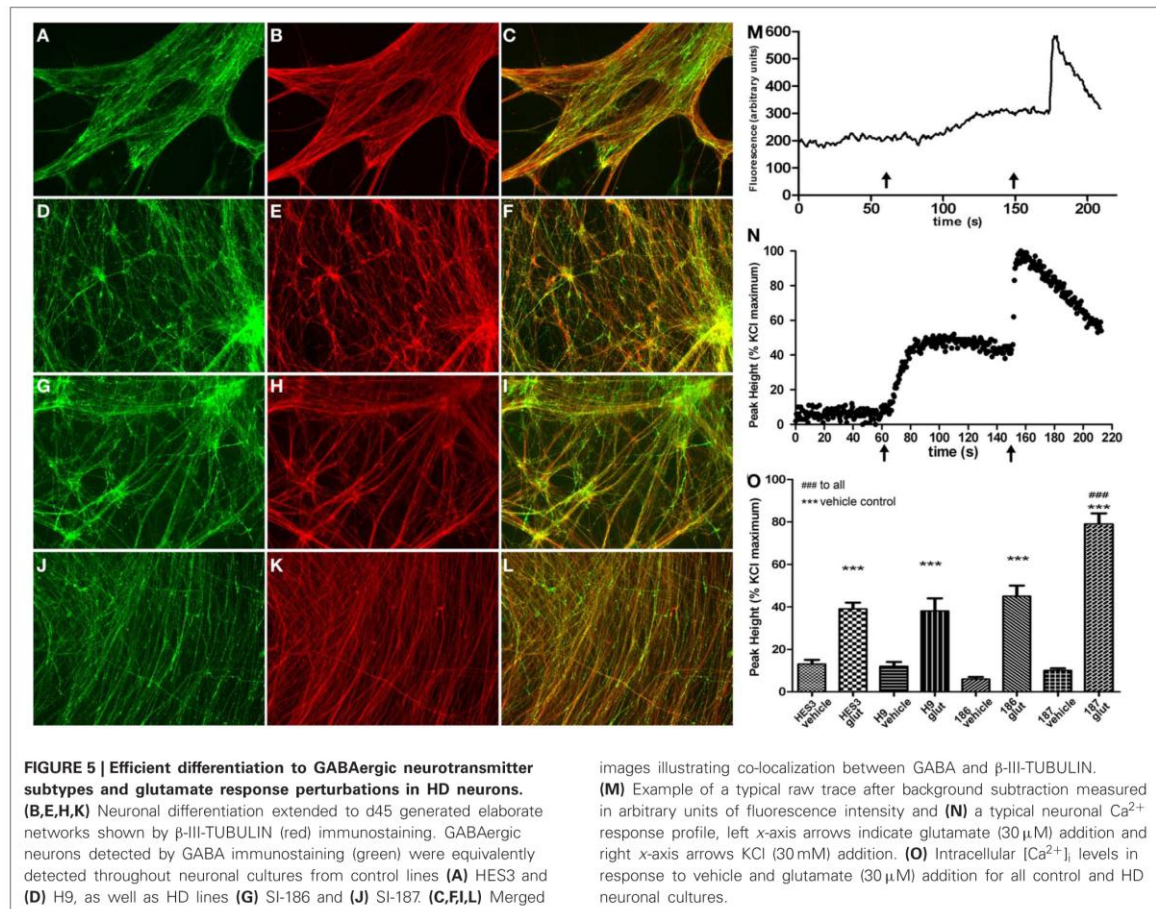 A
B
C
D
E
F
G
H
I
J
K
L
M
Fluorescence (arbitrary units)
600
500
400
300
200
100
0
0 50 100 150 200
time (s)
N
Peak Height (% KCl maximum)
100
80
60
40
20
0
0 20 40 60 80 100 120 140 160 180 200 220
time (s)
O
### to all
*** vehicle control
Peak Height (% KCl maximum)
100
80
60
40
20
0
***
***
***
###
***
HES3 vehicle
HES3 glut
H9 vehicle
H9 glut
186 vehicle
186 glut
187 vehicle
187 glut
FIGURE 5 | Efficient differentiation to GABAergic neurotransmitter
subtypes and glutamate response perturbations in HD neurons.
(B,E,H,K) Neuronal differentiation extended to d45 generated elaborate
networks shown by β-III-TUBULIN (red) immunostaining. GABAergic
neurons detected by GABA immunostaining (green) were equivalently
detected throughout neuronal cultures from control lines (A) HES3 and
(D) H9, as well as HD lines (G) SI-186 and (J) SI-187. (C,F,I,L) Merged
images illustrating co-localization between GABA and β-III-TUBULIN.
(M) Example of a typical raw trace after background subtraction measured
in arbitrary units of fluorescence intensity and (N) a typical neuronal Ca2+
response profile, left x-axis arrows indicate glutamate (30 μM) addition and
right x-axis arrows KCl (30 mM) addition. (O) Intracellular [Ca2+]i levels in
response to vehicle and glutamate (30 μM) addition for all control and HD
neuronal cultures.